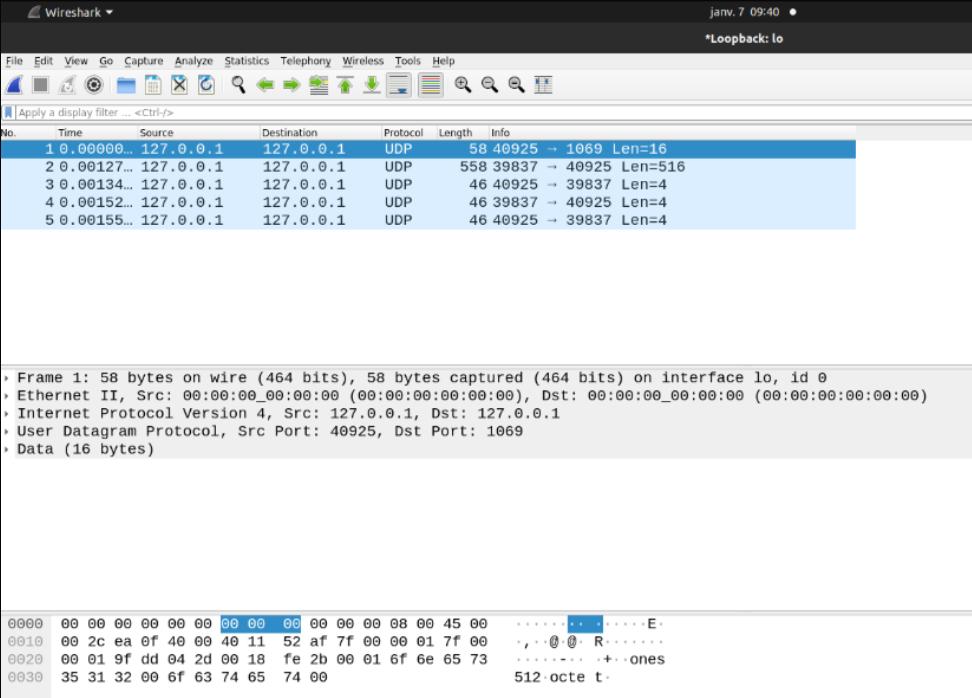 Wireshark janv. 7 09:40
*Loopback: lo
File Edit View Go Capture Analyze Statistics Telephony Wireless Tools Help
Apply a display filter ... <Ctrl-/>
No. Time Source Destination Protocol Length Info
1 0.00000… 127.0.0.1 127.0.0.1 UDP 58 40925 → 1069 Len=16
2 0.00127… 127.0.0.1 127.0.0.1 UDP 558 39837 → 40925 Len=516
3 0.00134… 127.0.0.1 127.0.0.1 UDP 46 40925 → 39837 Len=4
4 0.00152… 127.0.0.1 127.0.0.1 UDP 46 39837 → 40925 Len=4
5 0.00155… 127.0.0.1 127.0.0.1 UDP 46 40925 → 39837 Len=4
Frame 1: 58 bytes on wire (464 bits), 58 bytes captured (464 bits) on interface lo, id 0
Ethernet II, Src: 00:00:00_00:00:00 (00:00:00:00:00:00), Dst: 00:00:00_00:00:00 (00:00:00:00:00:00)
Internet Protocol Version 4, Src: 127.0.0.1, Dst: 127.0.0.1
User Datagram Protocol, Src Port: 40925, Dst Port: 1069
Data (16 bytes)
0000 00 00 00 00 00 00 00 00 00 00 00 00 08 00 45 00 ········ ······E·
0010 00 2c ea 0f 40 00 40 11 52 af 7f 00 00 01 7f 00 ·,··@·@· R·······
0020 00 01 9f dd 04 2d 00 18 fe 2b 00 01 6f 6e 65 73 ·····-·· ·+··ones
0030 35 31 32 00 6f 63 74 65 74 00 512·octe t·